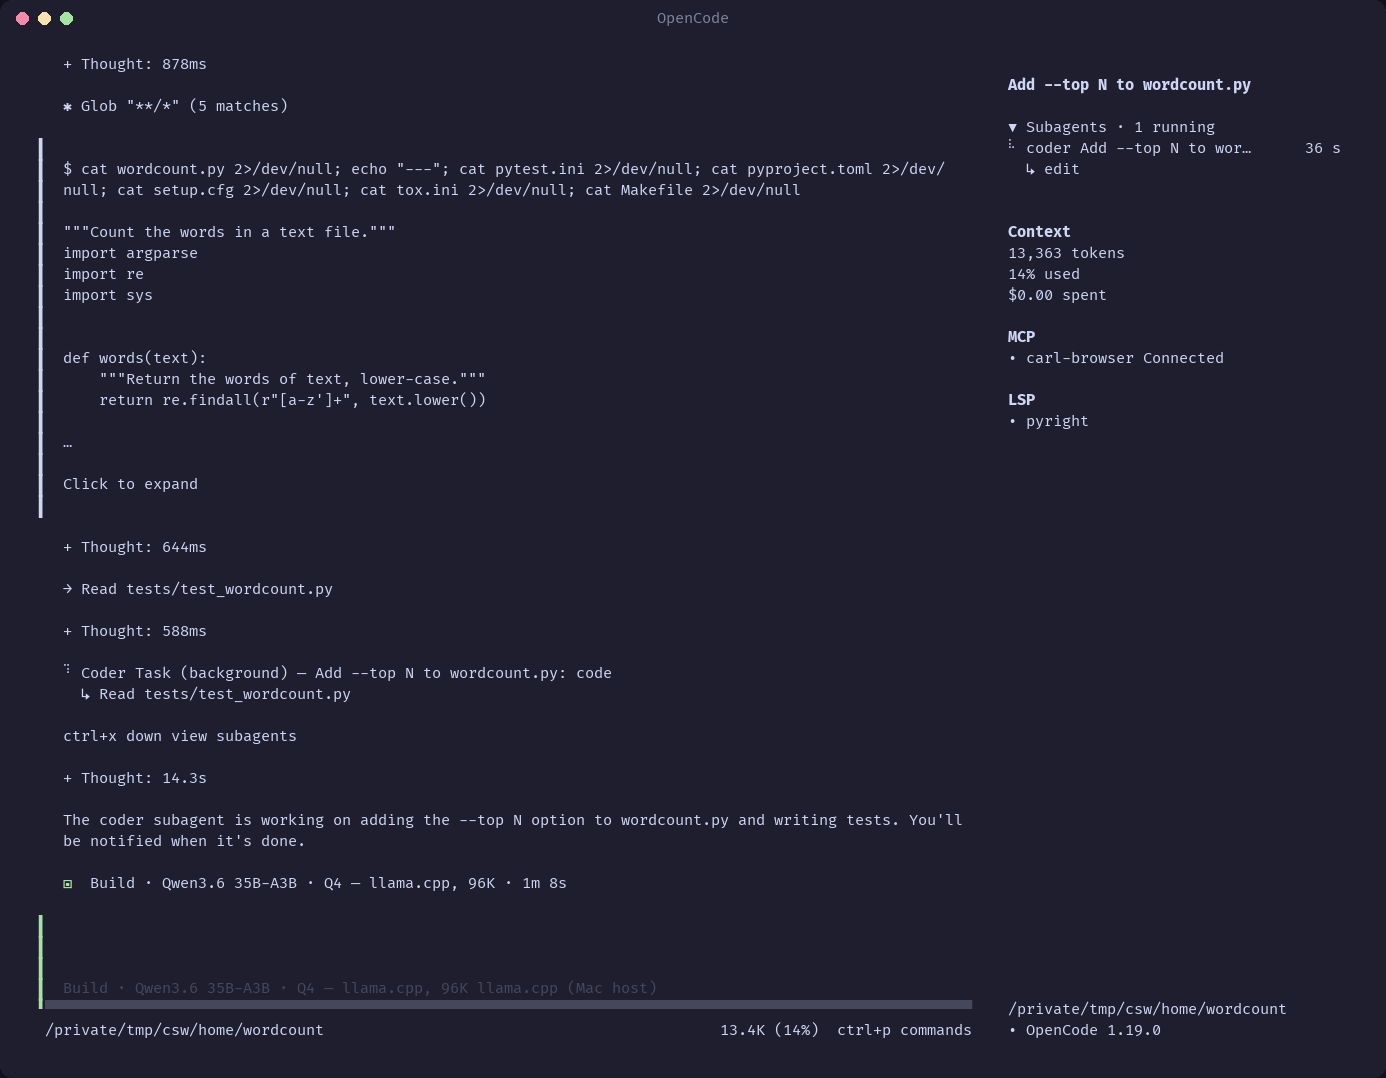 OpenCode
+ Thought: 878ms
✱ Glob "**/*" (5 matches)
$ cat wordcount.py 2>/dev/null; echo "---"; cat pytest.ini 2>/dev/null; cat pyproject.toml 2>/dev/
null; cat setup.cfg 2>/dev/null; cat tox.ini 2>/dev/null; cat Makefile 2>/dev/null
"""Count the words in a text file."""
import argparse
import re
import sys
def words(text):
    """Return the words of text, lower-case."""
    return re.findall(r"[a-z']+", text.lower())
…
Click to expand
+ Thought: 644ms
→ Read tests/test_wordcount.py
+ Thought: 588ms
Coder Task (background) — Add --top N to wordcount.py: code
↳ Read tests/test_wordcount.py
ctrl+x down view subagents
+ Thought: 14.3s
The coder subagent is working on adding the --top N option to wordcount.py and writing tests. You'll
be notified when it's done.
Build · Qwen3.6 35B-A3B · Q4 — llama.cpp, 96K · 1m 8s
Build · Qwen3.6 35B-A3B · Q4 — llama.cpp, 96K llama.cpp (Mac host)
/private/tmp/csw/home/wordcount 13.4K (14%) ctrl+p commands
Add --top N to wordcount.py
▼ Subagents · 1 running
coder Add --top N to wor… 36 s
↳ edit
Context
13,363 tokens
14% used
$0.00 spent
MCP
• carl-browser Connected
LSP
• pyright
/private/tmp/csw/home/wordcount
• OpenCode 1.19.0